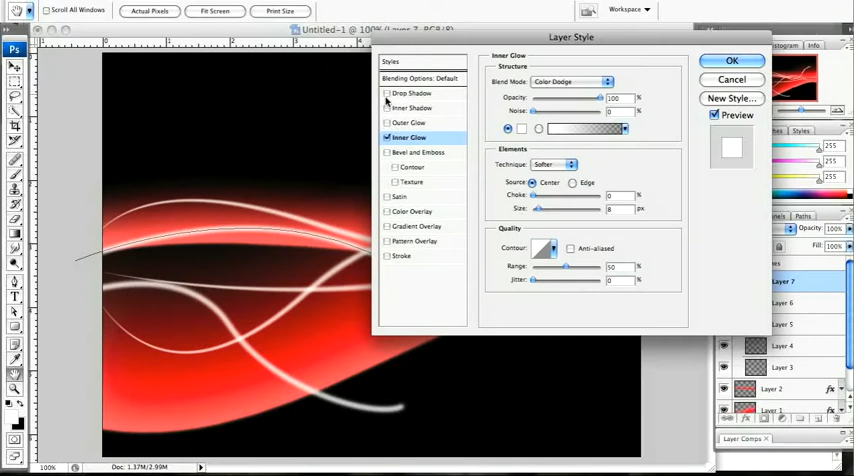 Scroll All Windows
Actual Pixels
Fit Screen
Print Size
Workspace
Untitled-1 @ 100% (Layer 7, RGB/8)
Layer Style
Ps
Styles
Blending Options: Default
Drop Shadow
Inner Shadow
Outer Glow
Inner Glow
Bevel and Emboss
Contour
Texture
Satin
Color Overlay
Gradient Overlay
Pattern Overlay
Stroke
Inner Glow
Structure
Blend Mode: Color Dodge
Opacity: 100 %
Noise: 0 %
Elements
Technique: Softer
Source: Center Edge
Choke: 0 %
Size: 8 px
Quality
Contour: Anti-aliased
Range: 50 %
Jitter: 0 %
OK
Cancel
New Style...
Preview
Info
Styles
255
255
255
Paths
Opacity: 100%
Fill: 100%
Layer 7
Layer 6
Layer 5
Layer 4
Layer 3
Layer 2 fx
Layer 1 fx
Layer Comps
100% Doc: 1.37M/2.99M